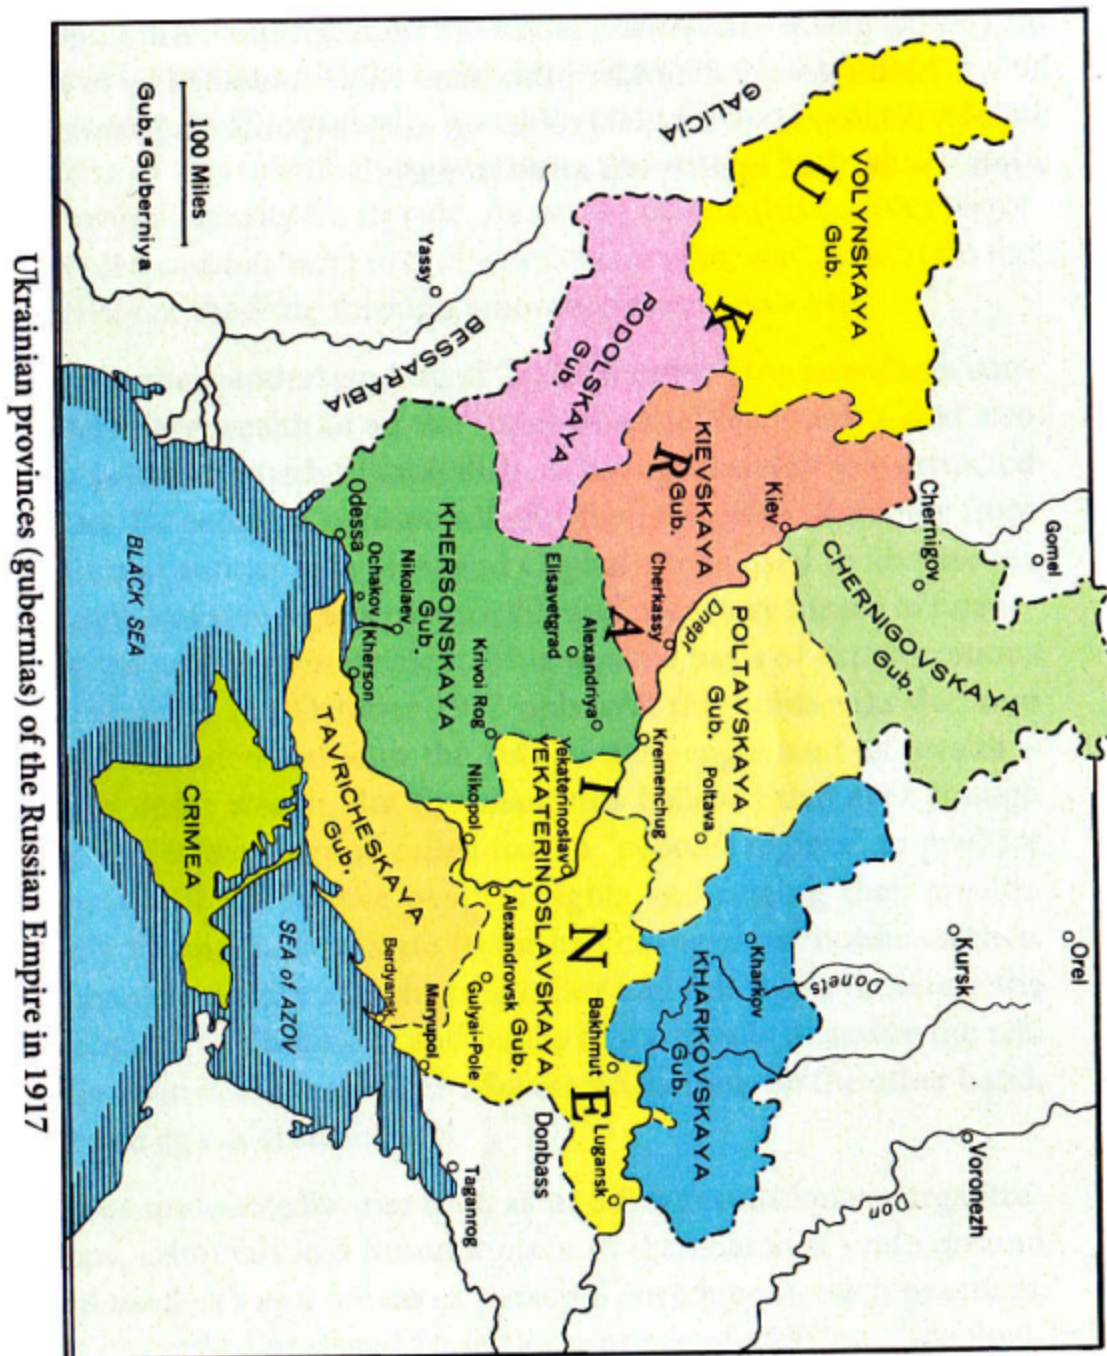 Gub. = Guberniya
100 Miles
GALICIA
VOLYNSKAYA
Gub.
UKRAINE
PODOLSKAYA
Gub.
KIEVSKAYA
Gub.
Kiev
Cherkassy
Dnepr
CHERNIGOVSKAYA
Gub.
Chernigov
Gomel
POLTAVSKAYA
Gub.
Poltava
Kremenchug
KHARKOVSKAYA
Gub.
Kharkov
Donets
Kursk
Orel
Voronezh
Don
Yassy
BESSARABIA
KHERSONSKAYA
Gub.
Elisavetgrad
Alexandriya
Krivoi Rog
Nikolaev
Ochakov
Kherson
Odessa
YEKATERINOSLAVSKAYA
Gub.
Yekaterinoslav
Nikopol
Alexandrovsk
Gulyai-Pole
Maryupol
Bakhmut
Lugansk
Donbass
Taganrog
TAVRICHESKAYA
Gub.
Berdyansk
CRIMEA
BLACK SEA
SEA of AZOV
Ukrainian provinces (gubernias) of the Russian Empire in 1917